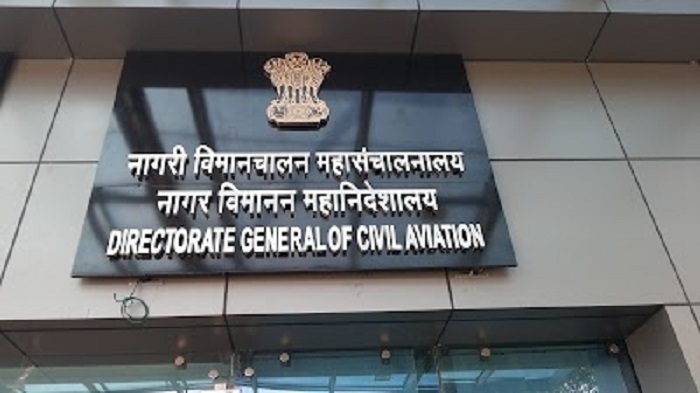 नागरी विमानचालन महासंचालनालय
नागर विमानन महानिदेशालय
DIRECTORATE GENERAL OF CIVIL AVIATION